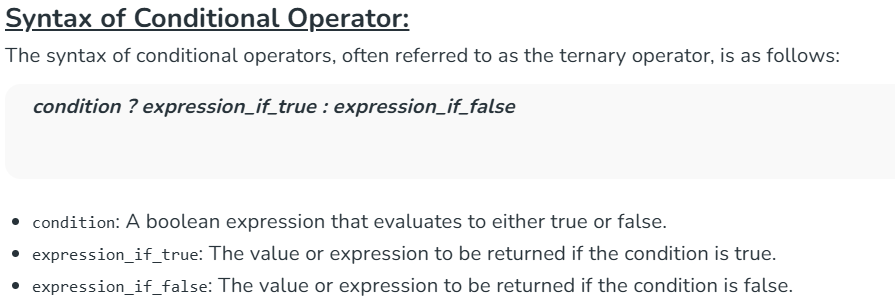 Syntax of Conditional Operator:
The syntax of conditional operators, often referred to as the ternary operator, is as follows:
condition ? expression_if_true : expression_if_false
• condition: A boolean expression that evaluates to either true or false.
• expression_if_true: The value or expression to be returned if the condition is true.
• expression_if_false: The value or expression to be returned if the condition is false.